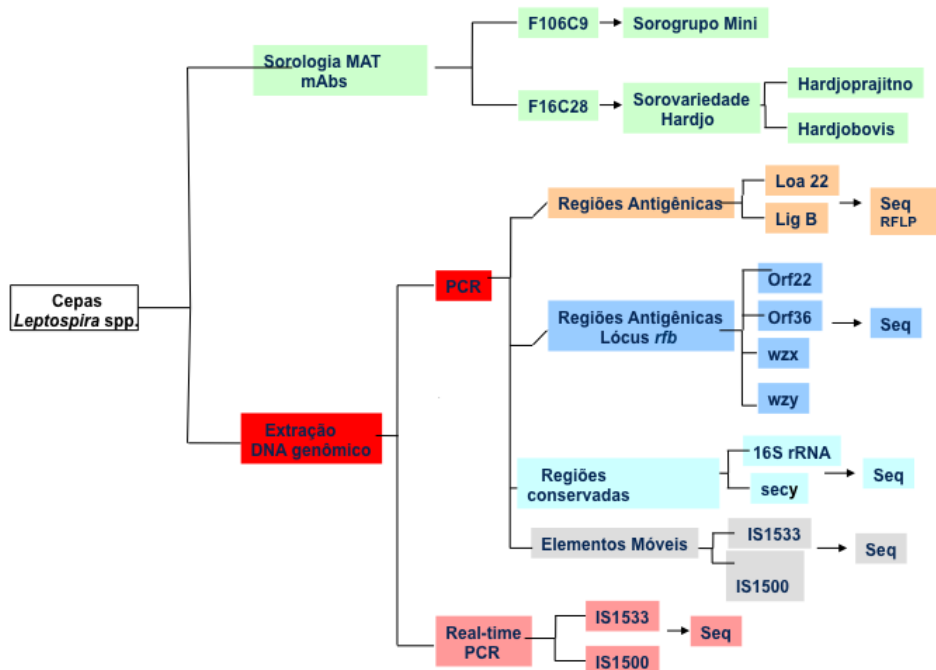 F106C9
Sorogrupo Mini
Sorologia MAT
mAbs
F16C28
Sorovariedade
Hardjo
Hardjoprajitno
Hardjobovis
Cepas
Leptospira spp.
Extração
DNA genômico
PCR
Regiões Antigênicas
Loa 22
Lig B
Seq
RFLP
Regiões Antigênicas
Lócus rfb
Orf22
Orf36
wzx
wzy
Seq
Regiões
conservadas
16S rRNA
secy
Seq
Elementos Móveis
IS1533
IS1500
Seq
Real-time
PCR
IS1533
IS1500
Seq